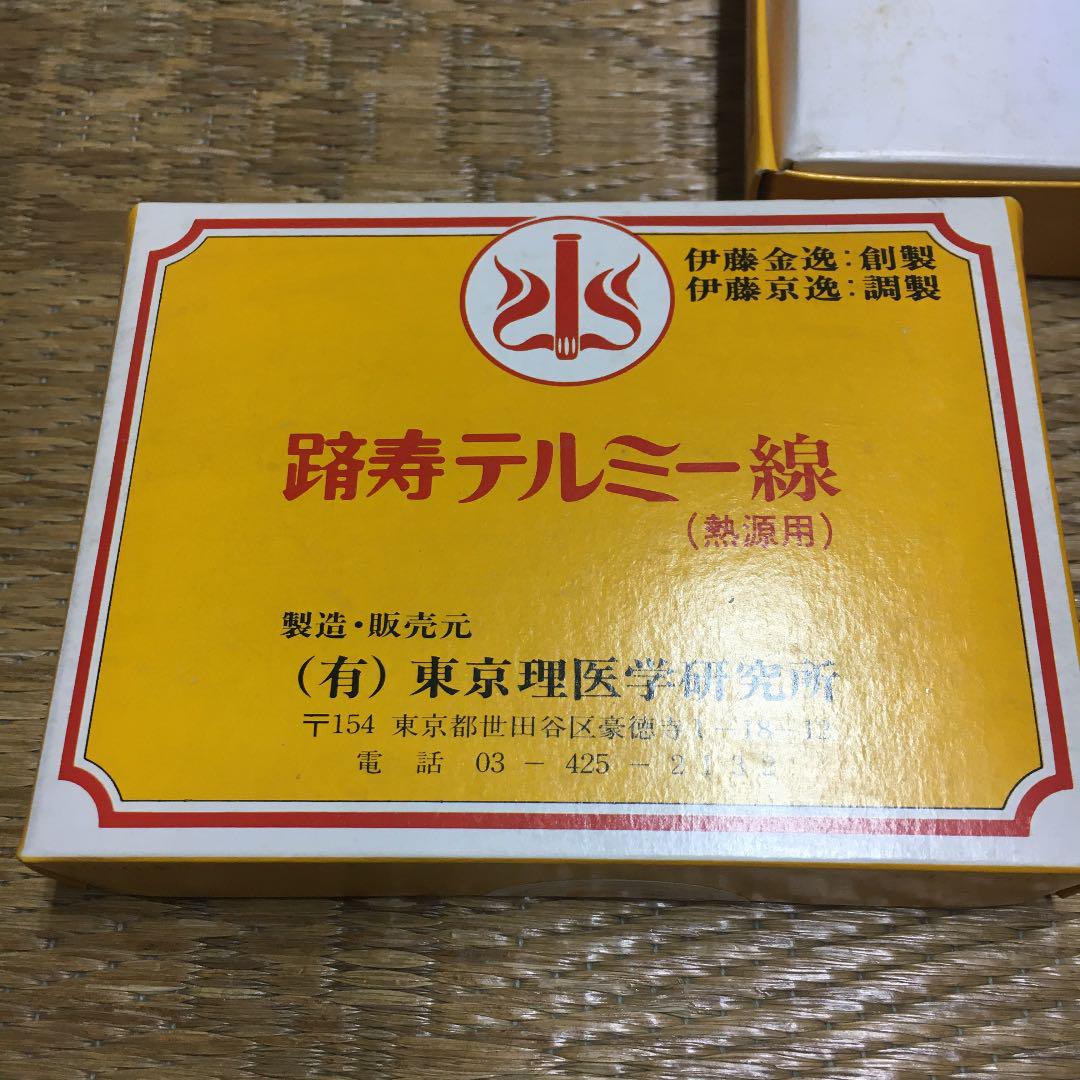 伊藤金逸:創製
伊藤京逸:調製
蹐寿テルミー線
(熱源用)
製造・販売元
(有)東京理医学研究所
〒154 東京都世田谷区豪徳寺1-18-12
電話 03-425-2132